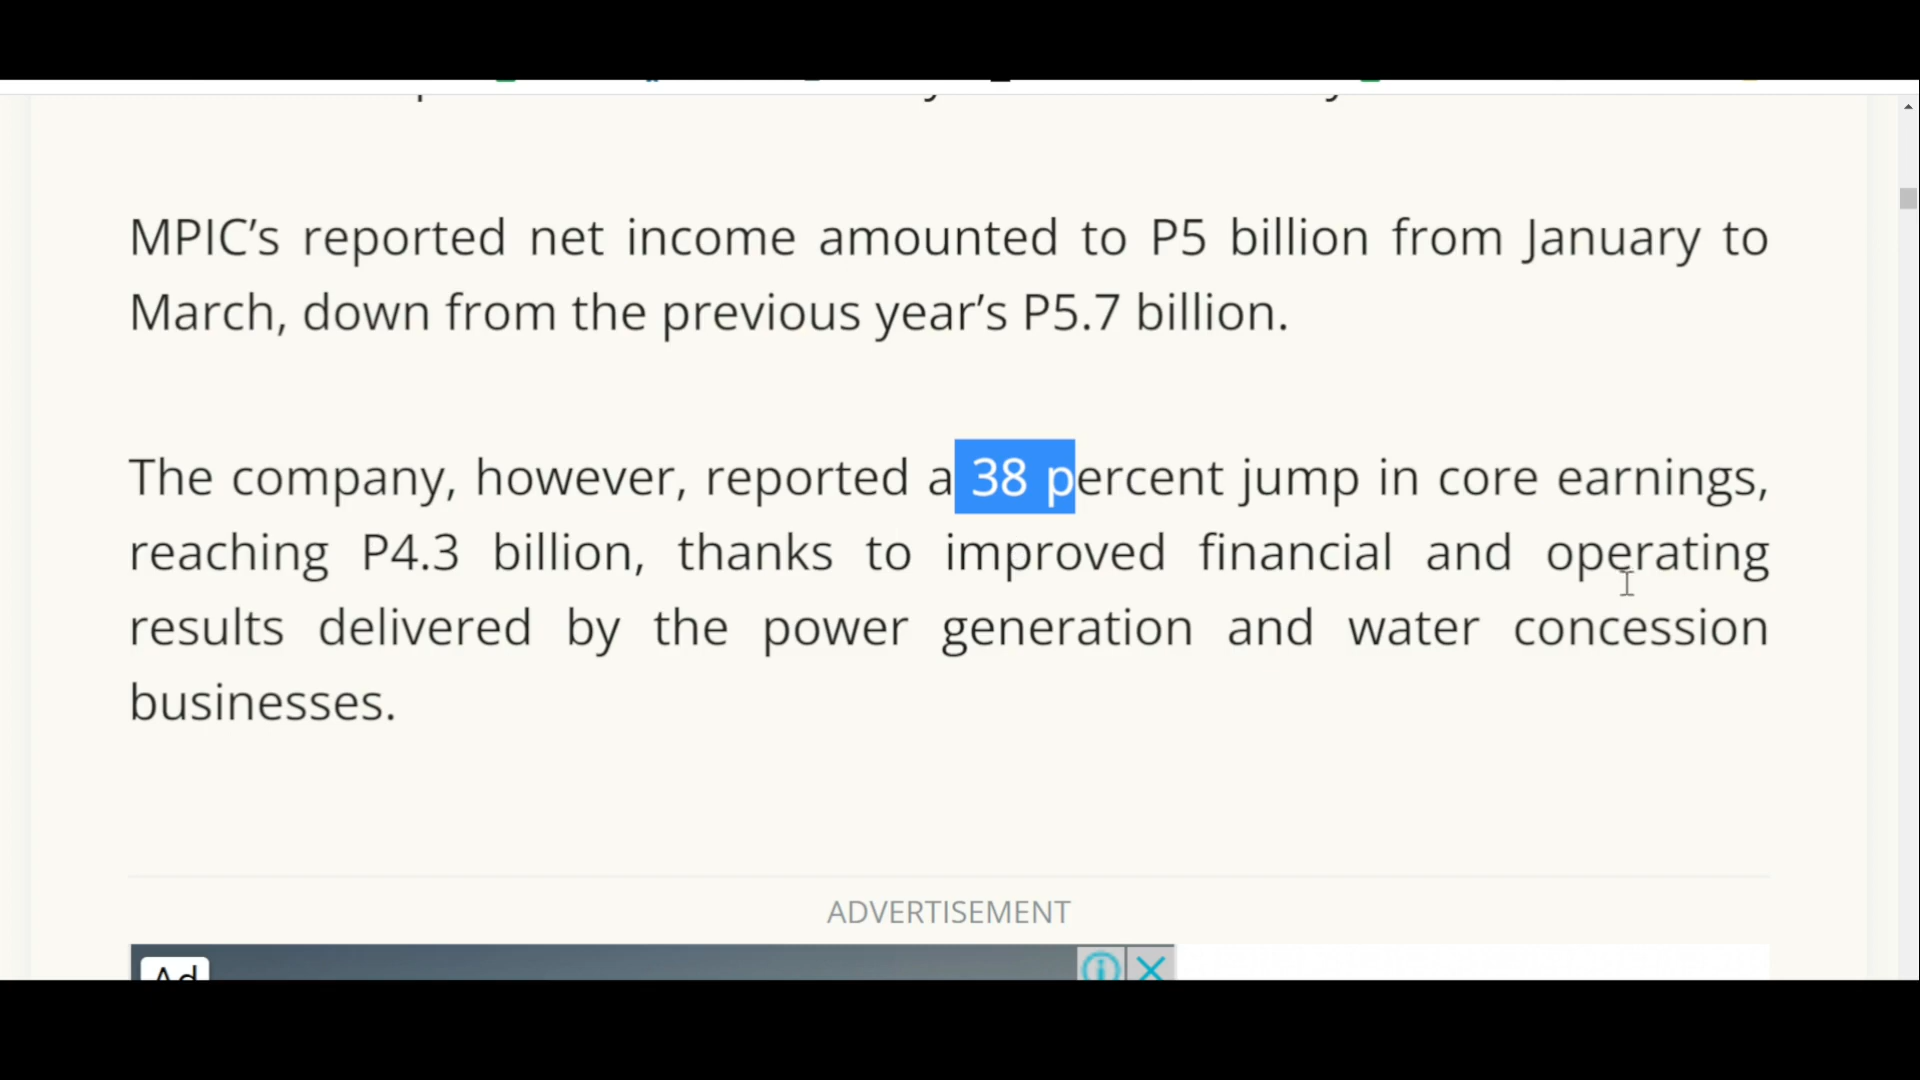 MPIC’s reported net income amounted to P5 billion from January to
March, down from the previous year’s P5.7 billion.
The company, however, reported a 38 percent jump in core earnings,
reaching P4.3 billion, thanks to improved financial and operating
results delivered by the power generation and water concession
businesses.
ADVERTISEMENT
Ad